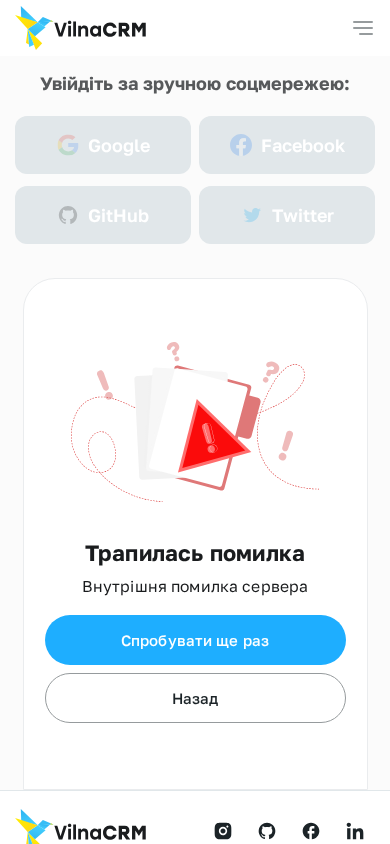 VilnaCRM
Увійдіть за зручною соцмережею:
Google
Facebook
GitHub
Twitter
Трапилась помилка
Внутрішня помилка сервера
Спробувати ще раз
Назад
VilnaCRM